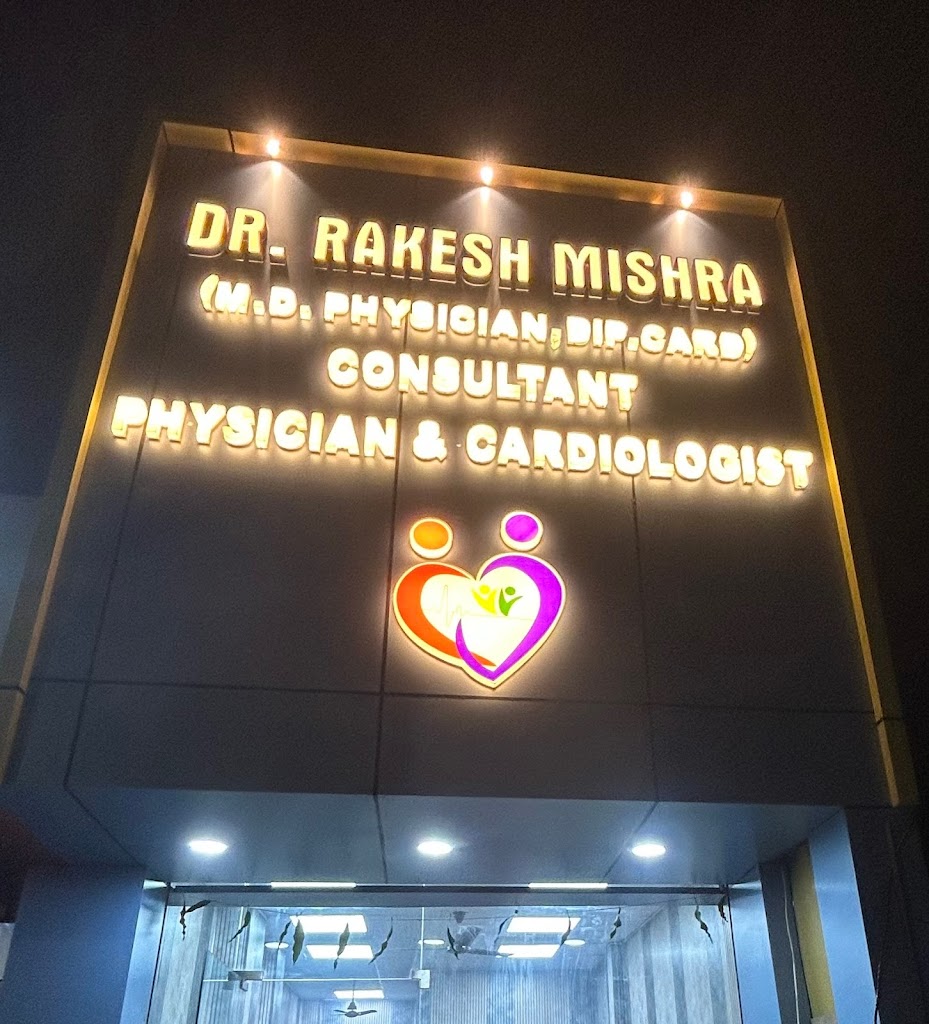 DR. RAKESH MISHRA
(M.D. PHYSICIAN, DIP. CARD)
CONSULTANT
PHYSICIAN & CARDIOLOGIST